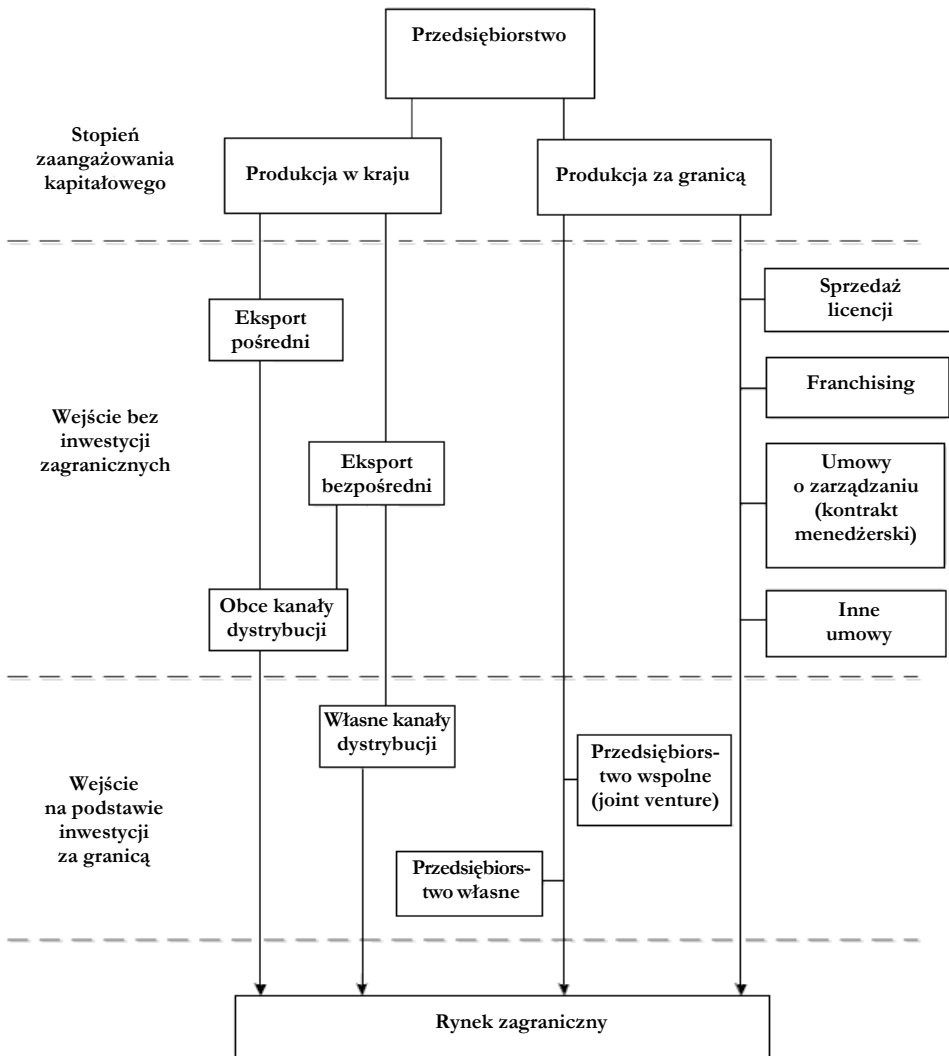 Przedsiębiorstwo
Stopień
zaangażowania
kapitałowego
Produkcja w kraju
Produkcja za granicą
Wejście bez
inwestycji
zagranicznych
Eksport
pośredni
Eksport
bezpośredni
Obce kanały
dystrybucji
Sprzedaż
licencji
Franchising
Umowy
o zarządzaniu
(kontrakt
menedżerski)
Inne
umowy
Wejście
na podstawie
inwestycji
za granicą
Własne kanały
dystrybucji
Przedsiębiors-
two wspolne
(joint venture)
Przedsiębiors-
two własne
Rynek zagraniczny